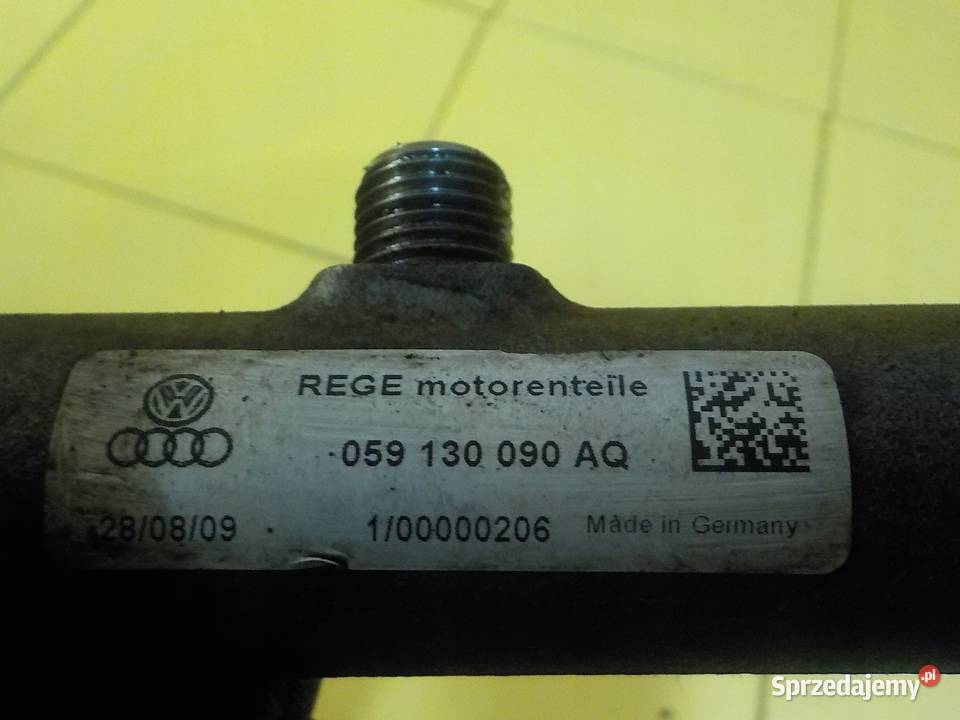 REGE motorenteile
059 130 090 AQ
28/08/09 1/00000206 Made in Germany
Sprzedajemy.pl